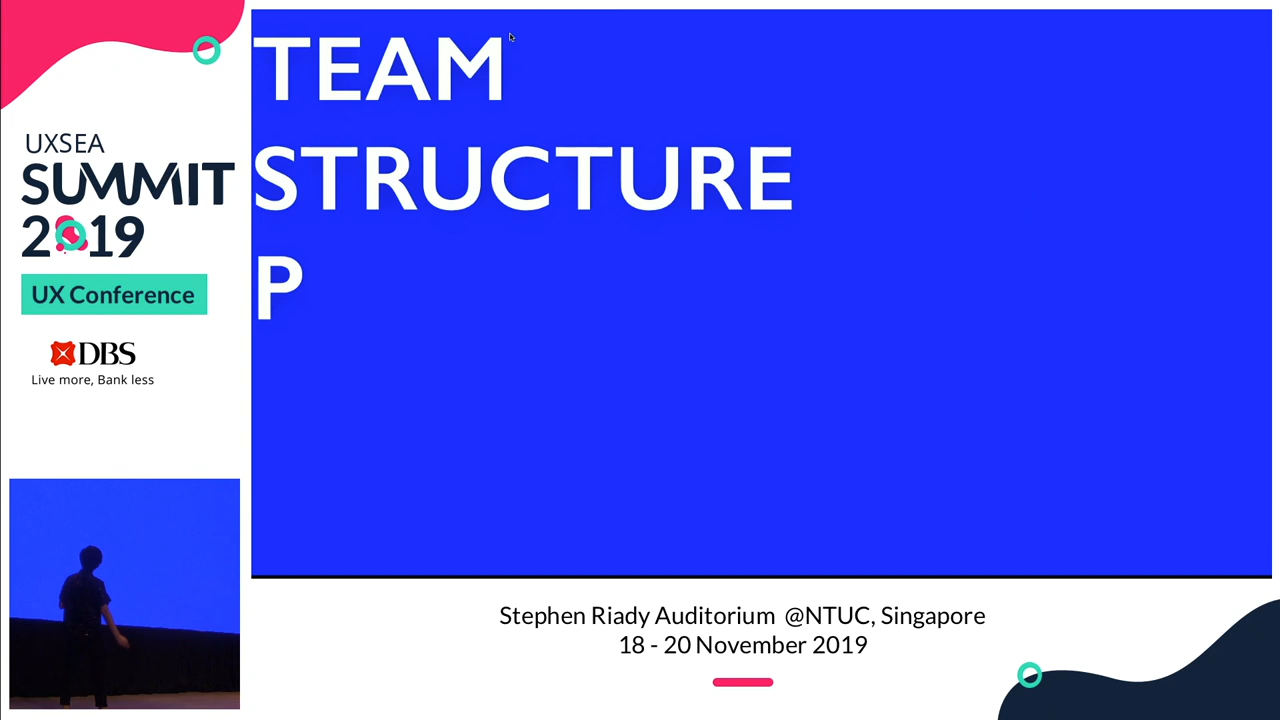 UXSEA
SUMMIT
2019
UX Conference
DBS
Live more, Bank less
TEAM
STRUCTURE
P
Stephen Riady Auditorium @NTUC, Singapore
18 - 20 November 2019